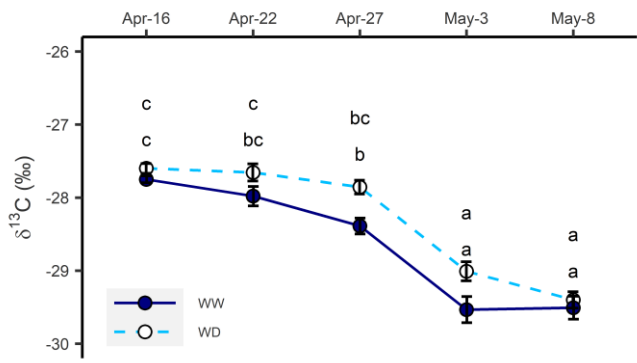 Apr-16 Apr-22 Apr-27 May-3 May-8
-26
c c bc
-27
c bc b
-28
a a
a a
-29
-30
δ13C (‰)
WW
WD